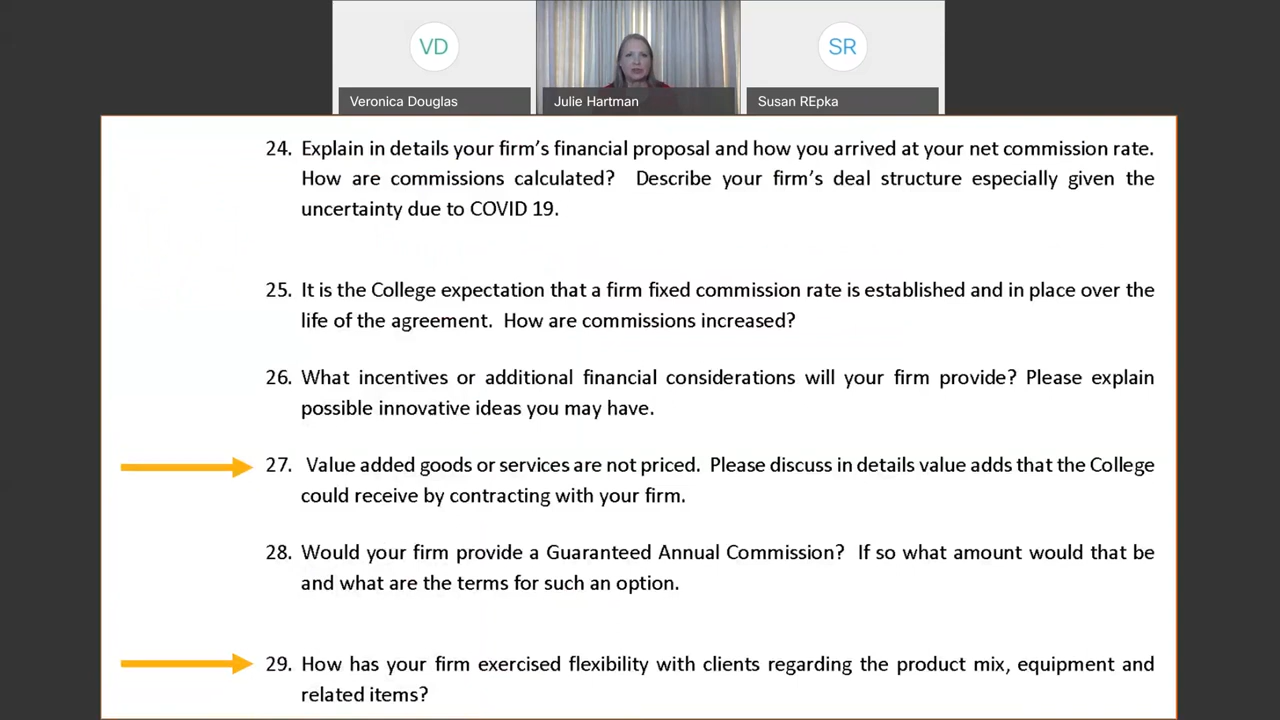 VD
SR
Veronica Douglas
Julie Hartman
Susan REpka
24. Explain in details your firm’s financial proposal and how you arrived at your net commission rate.
How are commissions calculated? Describe your firm’s deal structure especially given the
uncertainty due to COVID 19.
25. It is the College expectation that a firm fixed commission rate is established and in place over the
life of the agreement. How are commissions increased?
26. What incentives or additional financial considerations will your firm provide? Please explain
possible innovative ideas you may have.
27. Value added goods or services are not priced. Please discuss in details value adds that the College
could receive by contracting with your firm.
28. Would your firm provide a Guaranteed Annual Commission? If so what amount would that be
and what are the terms for such an option.
29. How has your firm exercised flexibility with clients regarding the product mix, equipment and
related items?